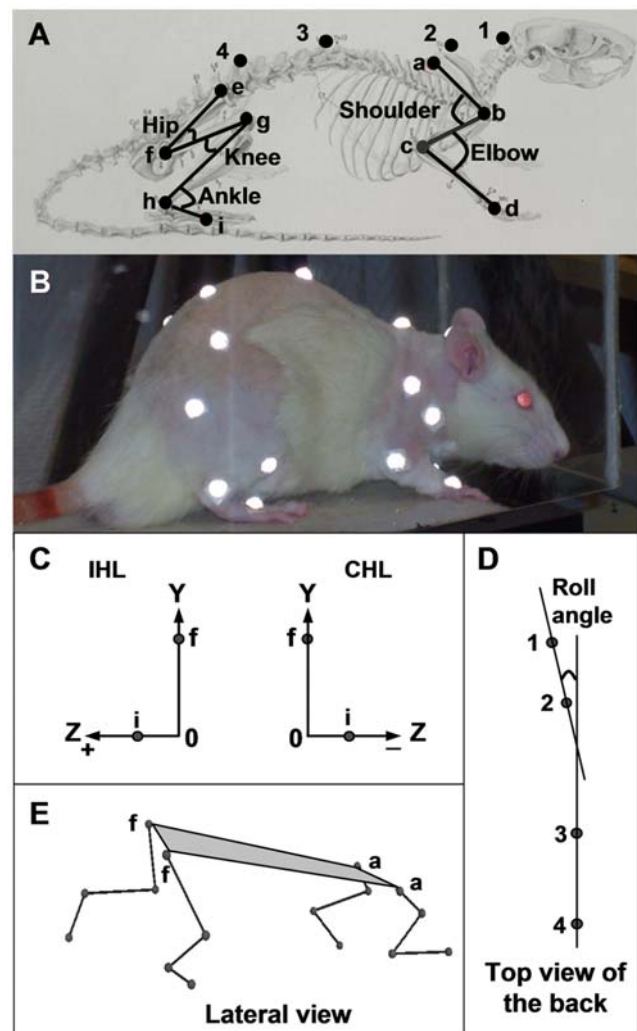 A
4
3
2
1
a
e
b
Shoulder
g
Hip
f
Knee
c
Elbow
h
Ankle
d
i
B
C
IHL
CHL
Y
Y
f
f
i
i
Z
+
0
0
–
Z
D
Roll
angle
1
2
3
4
Top view of
the back
E
f
f
a
a
Lateral view